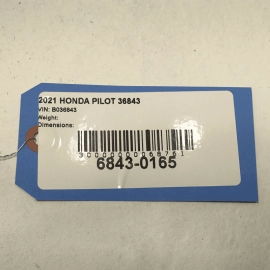 2021 HONDA PILOT 36843
VIN: B036843
Weight:
Dimensions:
6843-0165